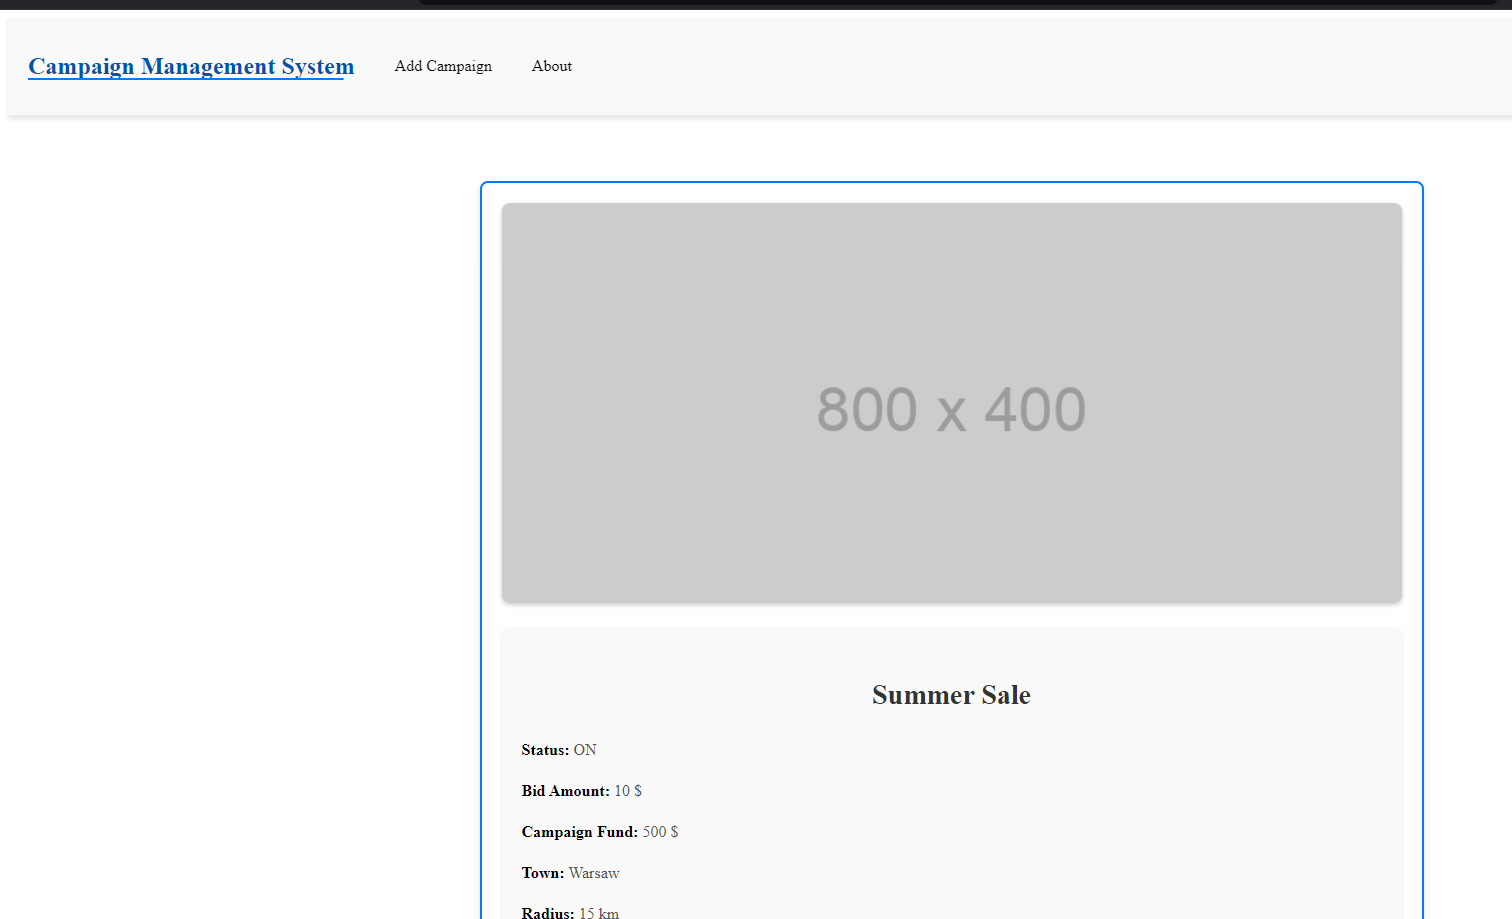 Campaign Management System
Add Campaign
About
800 x 400
Summer Sale
Status: ON
Bid Amount: 10 $
Campaign Fund: 500 $
Town: Warsaw
Radius: 15 km